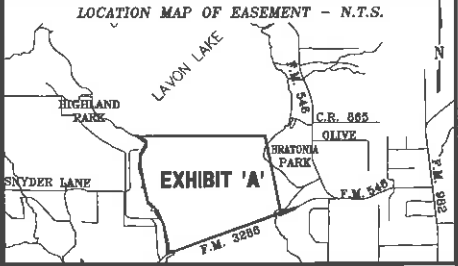 LOCATION MAP OF EASEMENT - N.T.S.
LAVON LAKE
N
F.M. 546
HIGHLAND
PARK
C.R. 865
OLIVE
BRATONIA
PARK
F.M. 982
SNYDER LANE
EXHIBIT 'A'
F.M. 546
F.M. 3286